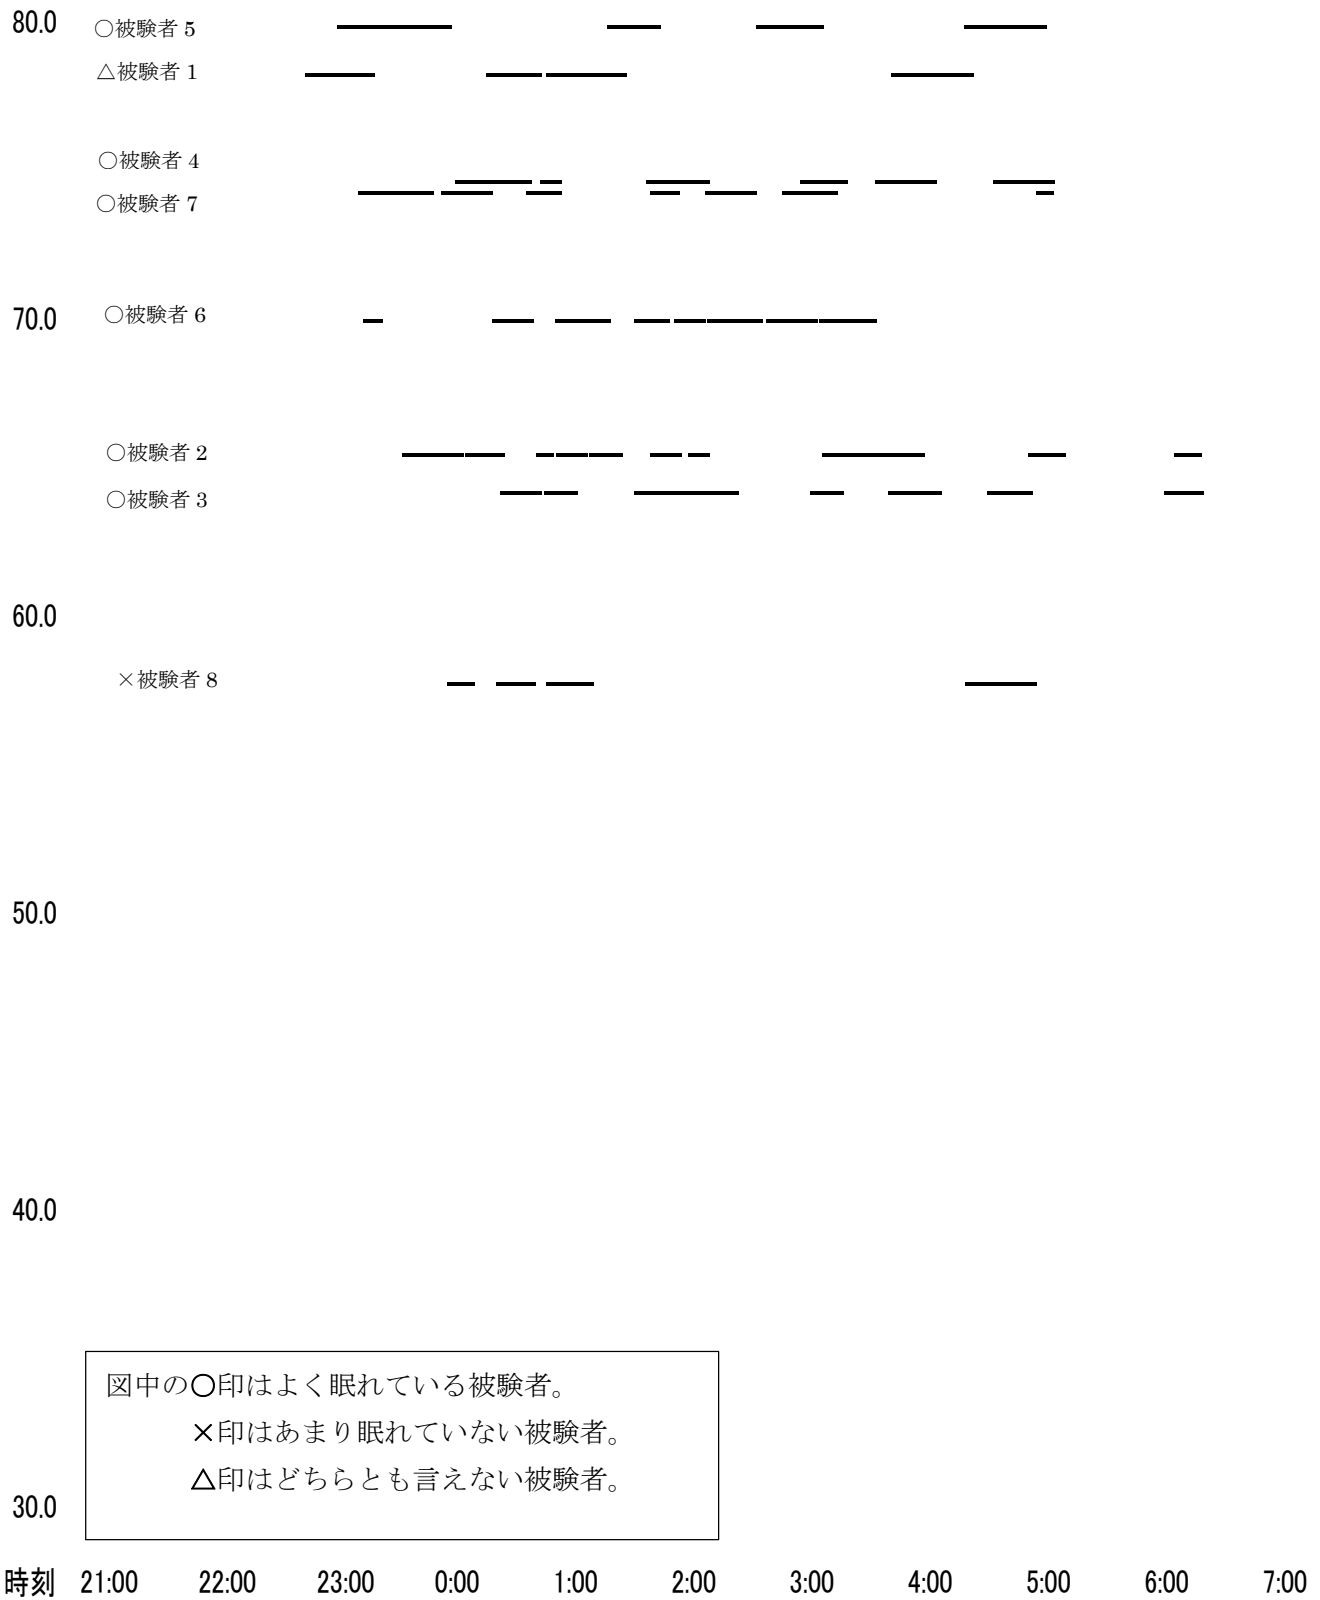 80.0
○被験者 5
△被験者 1
○被験者 4
○被験者 7
70.0
○被験者 6
○被験者 2
○被験者 3
60.0
×被験者 8
50.0
40.0
図中の○印はよく眠れている被験者。
×印はあまり眠れていない被験者。
△印はどちらとも言えない被験者。
30.0
時刻 21:00 22:00 23:00 0:00 1:00 2:00 3:00 4:00 5:00 6:00 7:00